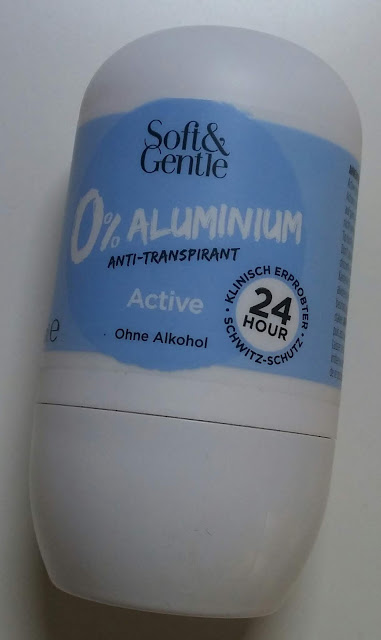 Soft&
Gentle
0% ALUMINIUM
ANTI-TRANSPIRANT
Active
Ohne Alkohol
KLINISCH ERPROBTER
24
HOUR
SCHWITZ-SCHUTZ
e